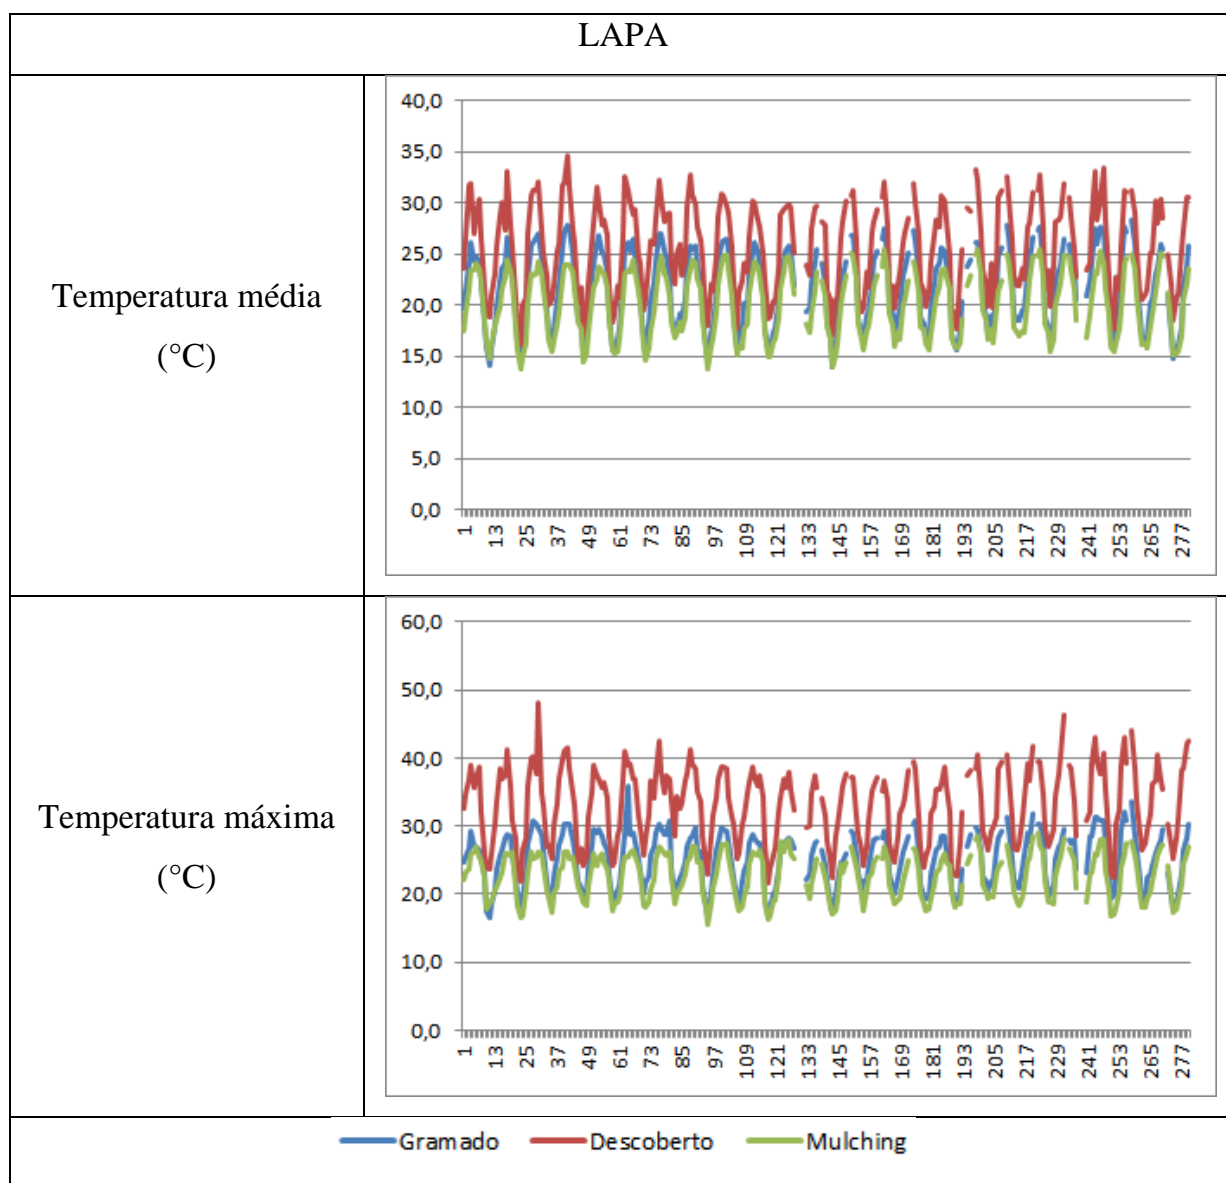 LAPA
Temperatura média
(°C)
40,0
35,0
30,0
25,0
20,0
15,0
10,0
5,0
0,0
1 13 25 37 49 61 73 85 97 109 121 133 145 157 169 181 193 205 217 229 241 253 265 277
Temperatura máxima
(°C)
60,0
50,0
40,0
30,0
20,0
10,0
0,0
1 13 25 37 49 61 73 85 97 109 121 133 145 157 169 181 193 205 217 229 241 253 265 277
Gramado Descoberto Mulching